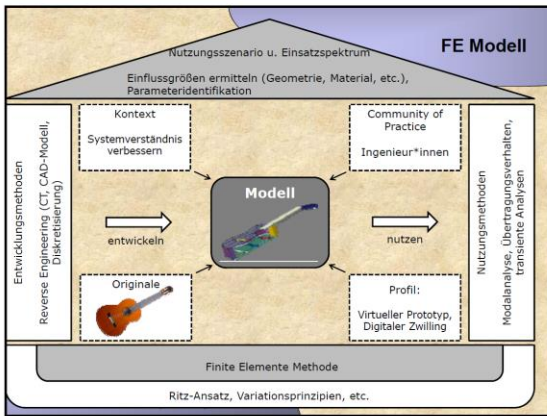 FE Modell
Nutzungsszenario u. Einsatzspektrum
Einflussgrößen ermitteln (Geometrie, Material, etc.),
Parameteridentifikation
Entwicklungsmethoden
Reverse Engineering (CT, CAD-Modell,
Diskretisierung)
Kontext
Systemverständnis
verbessern
Community of
Practice
Ingenieur*innen
Modell
entwickeln
nutzen
Originale
Profil:
Virtueller Prototyp,
Digitaler Zwilling
Nutzungsmethoden
Modalanalyse, Übertragungsverhalten,
transiente Analysen
Finite Elemente Methode
Ritz-Ansatz, Variationsprinzipien, etc.